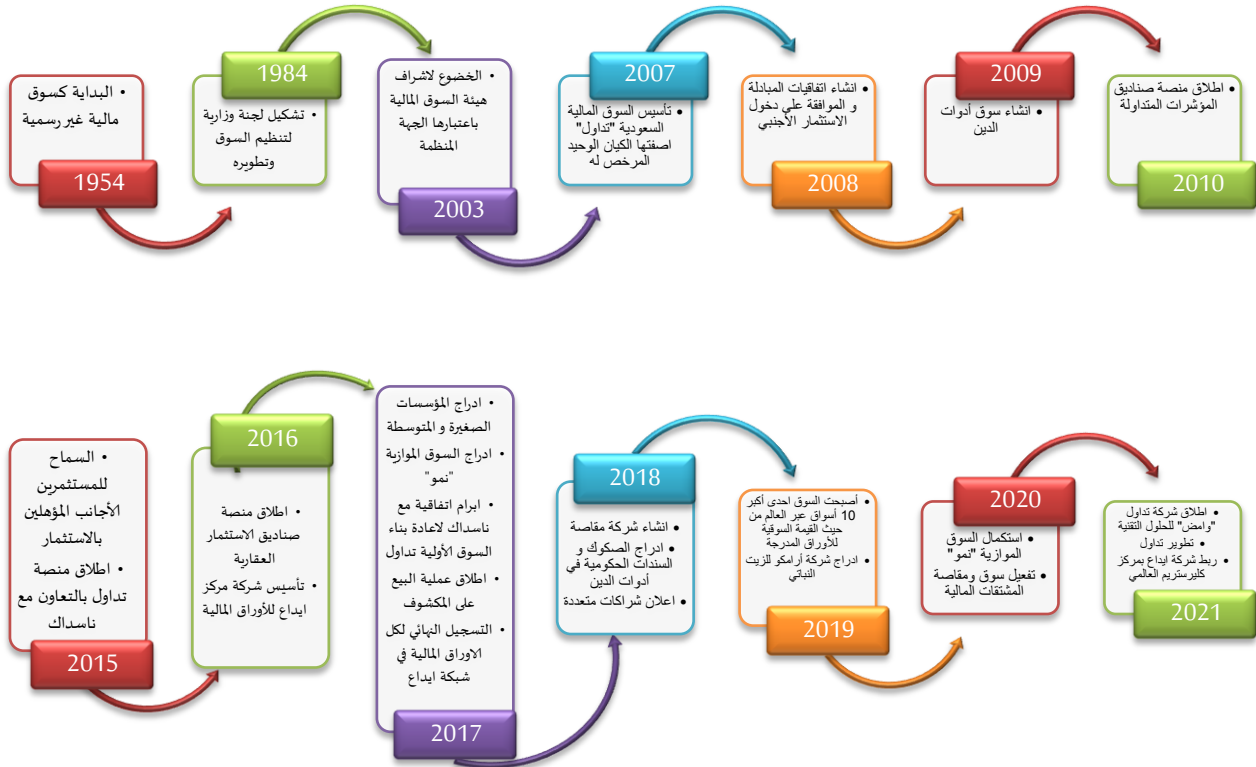 • البداية كسوق
مالية غير رسمية
1954
1984
• تشكيل لجنة وزارية
لتنظيم السوق
وتطويره
• الخضوع لاشراف
هيئة السوق المالية
باعتبارها الجهة
المنظمة
2003
2007
• تأسيس السوق المالية
السعودية "تداول"
اصفتها الكيان الوحيد
المرخص له
• انشاء اتفاقيات المبادلة
و الموافقة على دخول
الاستثمار الأجنبي
2008
2009
• انشاء سوق أدوات
الدين
• اطلاق منصة صناديق
المؤشرات المتداولة
2010
• السماح
للمستثمرين
الأجانب المؤهلين
بالاستثمار
• اطلاق منصة
تداول بالتعاون مع
ناسداك
2015
2016
• اطلاق منصة
صناديق الاستثمار
العقارية
• تأسيس شركة مركز
ايداع للأوراق المالية
• ادراج المؤسسات
الصغيرة و المتوسطة
• ادراج السوق الموازية
"نمو"
• ابرام اتفاقية مع
ناسداك لاعادة بناء
السوق الأولية تداول
• اطلاق عملية البيع
على المكشوف
• التسجيل النهائي لكل
الاوراق المالية في
شبكة ايداع
2017
2018
• انشاء شركة مقاصة
• ادراج الصكوك و
السندات الحكومية في
أدوات الدين
• اعلان شراكات متعددة
• أصبحت السوق احدى أكبر
10 أسواق عبر العالم من
حيث القيمة السوقية
للأوراق المدرجة
• ادراج شركة أرامكو للزيت
النباتي
2019
2020
• استكمال السوق
الموازية "نمو"
• تفعيل سوق ومقاصة
المشتقات المالية
• اطلاق شركة تداول
"وامض" للحلول التقنية
• تطوير تداول
• ربط شركة ايداع بمركز
كليرستريم العالمي
2021